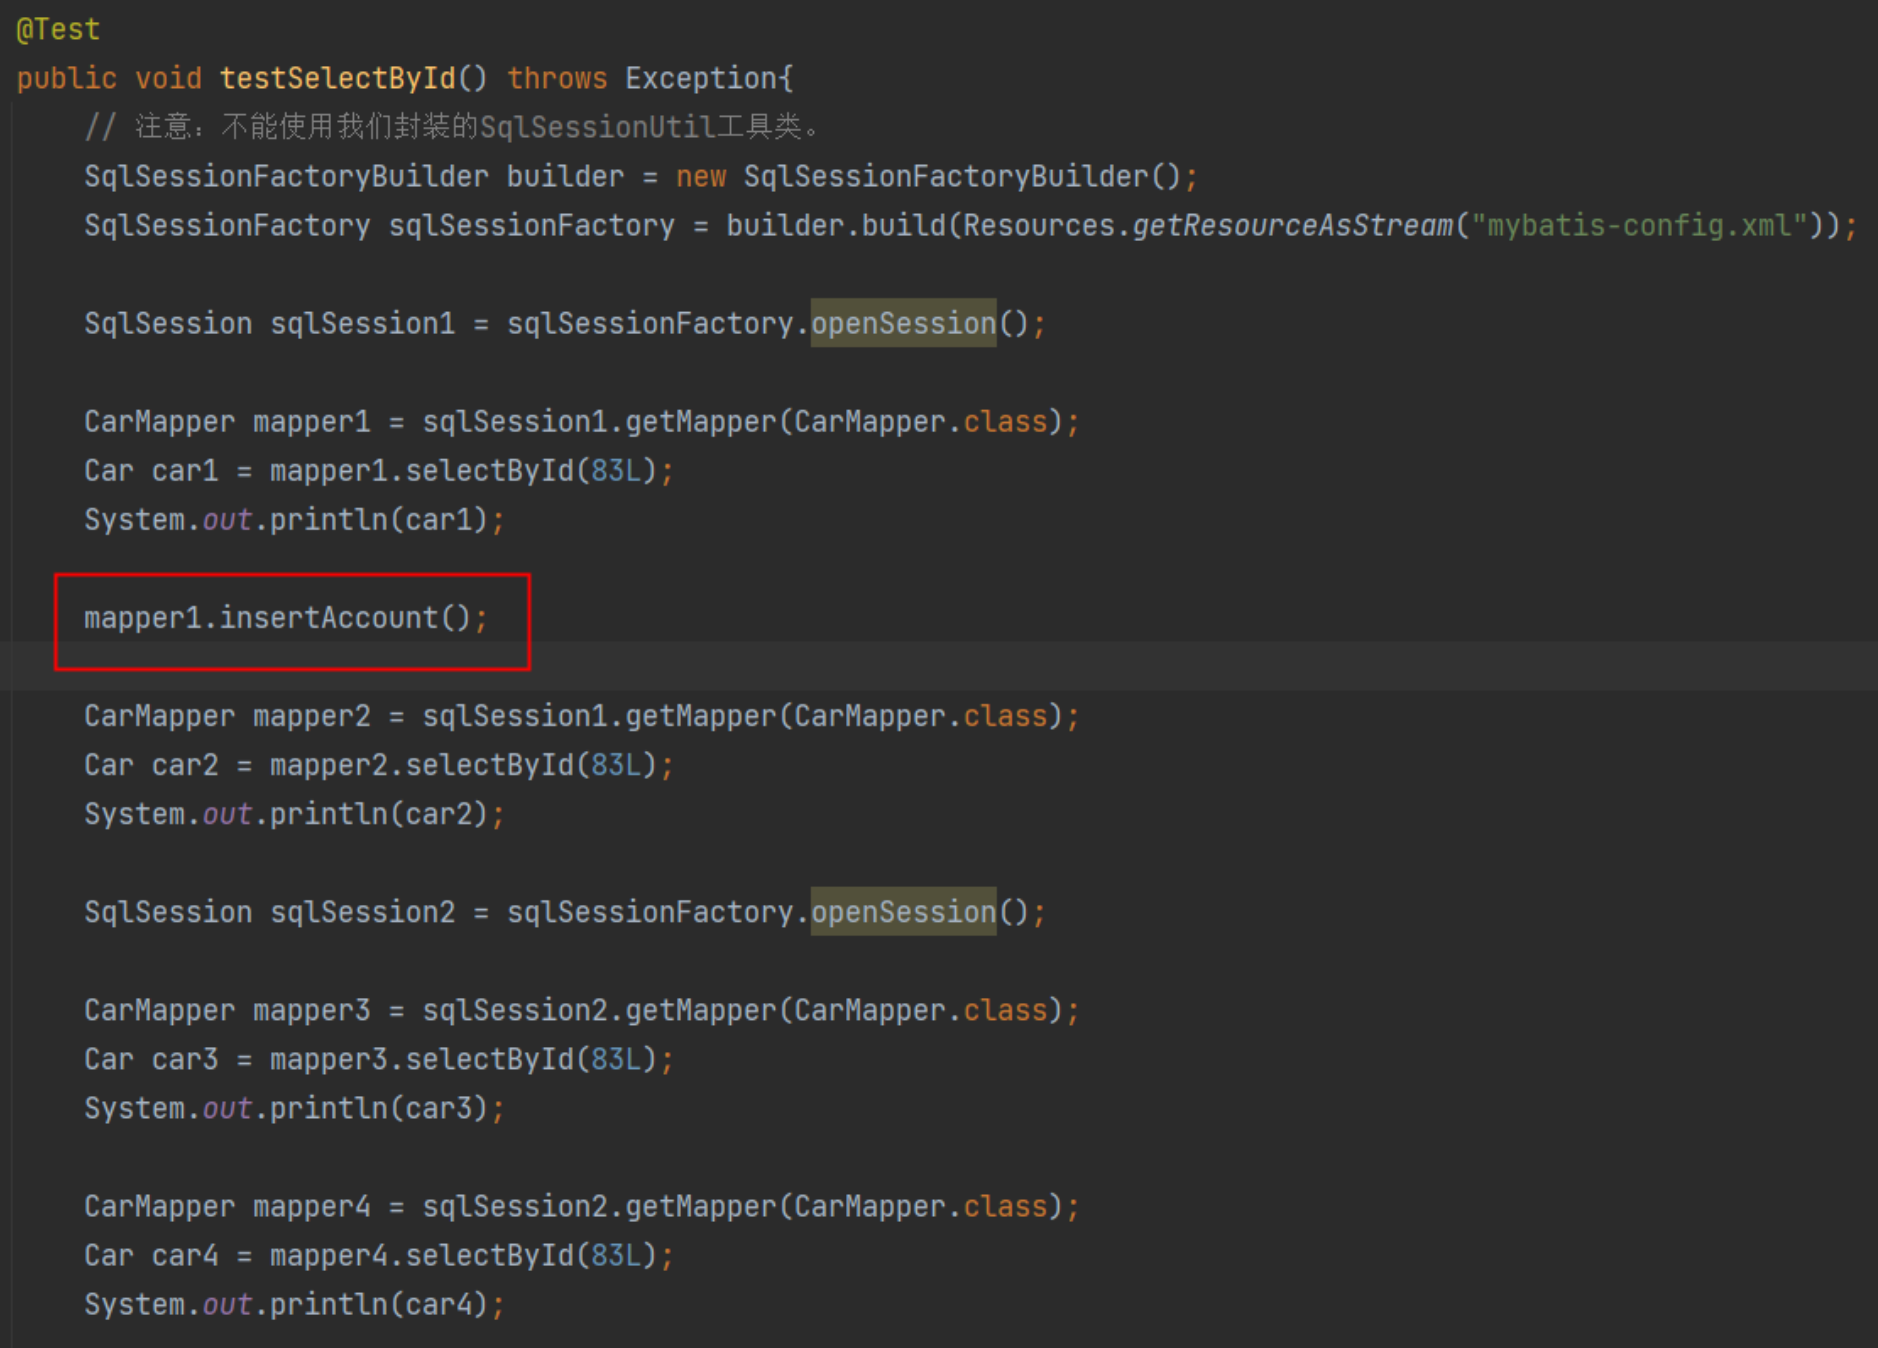 @Test
public void testSelectById() throws Exception{
// 注意：不能使用我们封装的SqlSessionUtil工具类。
SqlSessionFactoryBuilder builder = new SqlSessionFactoryBuilder();
SqlSessionFactory sqlSessionFactory = builder.build(Resources.getResourceAsStream("mybatis-config.xml"));
SqlSession sqlSession1 = sqlSessionFactory.openSession();
CarMapper mapper1 = sqlSession1.getMapper(CarMapper.class);
Car car1 = mapper1.selectById(83L);
System.out.println(car1);
mapper1.insertAccount();
CarMapper mapper2 = sqlSession1.getMapper(CarMapper.class);
Car car2 = mapper2.selectById(83L);
System.out.println(car2);
SqlSession sqlSession2 = sqlSessionFactory.openSession();
CarMapper mapper3 = sqlSession2.getMapper(CarMapper.class);
Car car3 = mapper3.selectById(83L);
System.out.println(car3);
CarMapper mapper4 = sqlSession2.getMapper(CarMapper.class);
Car car4 = mapper4.selectById(83L);
System.out.println(car4);